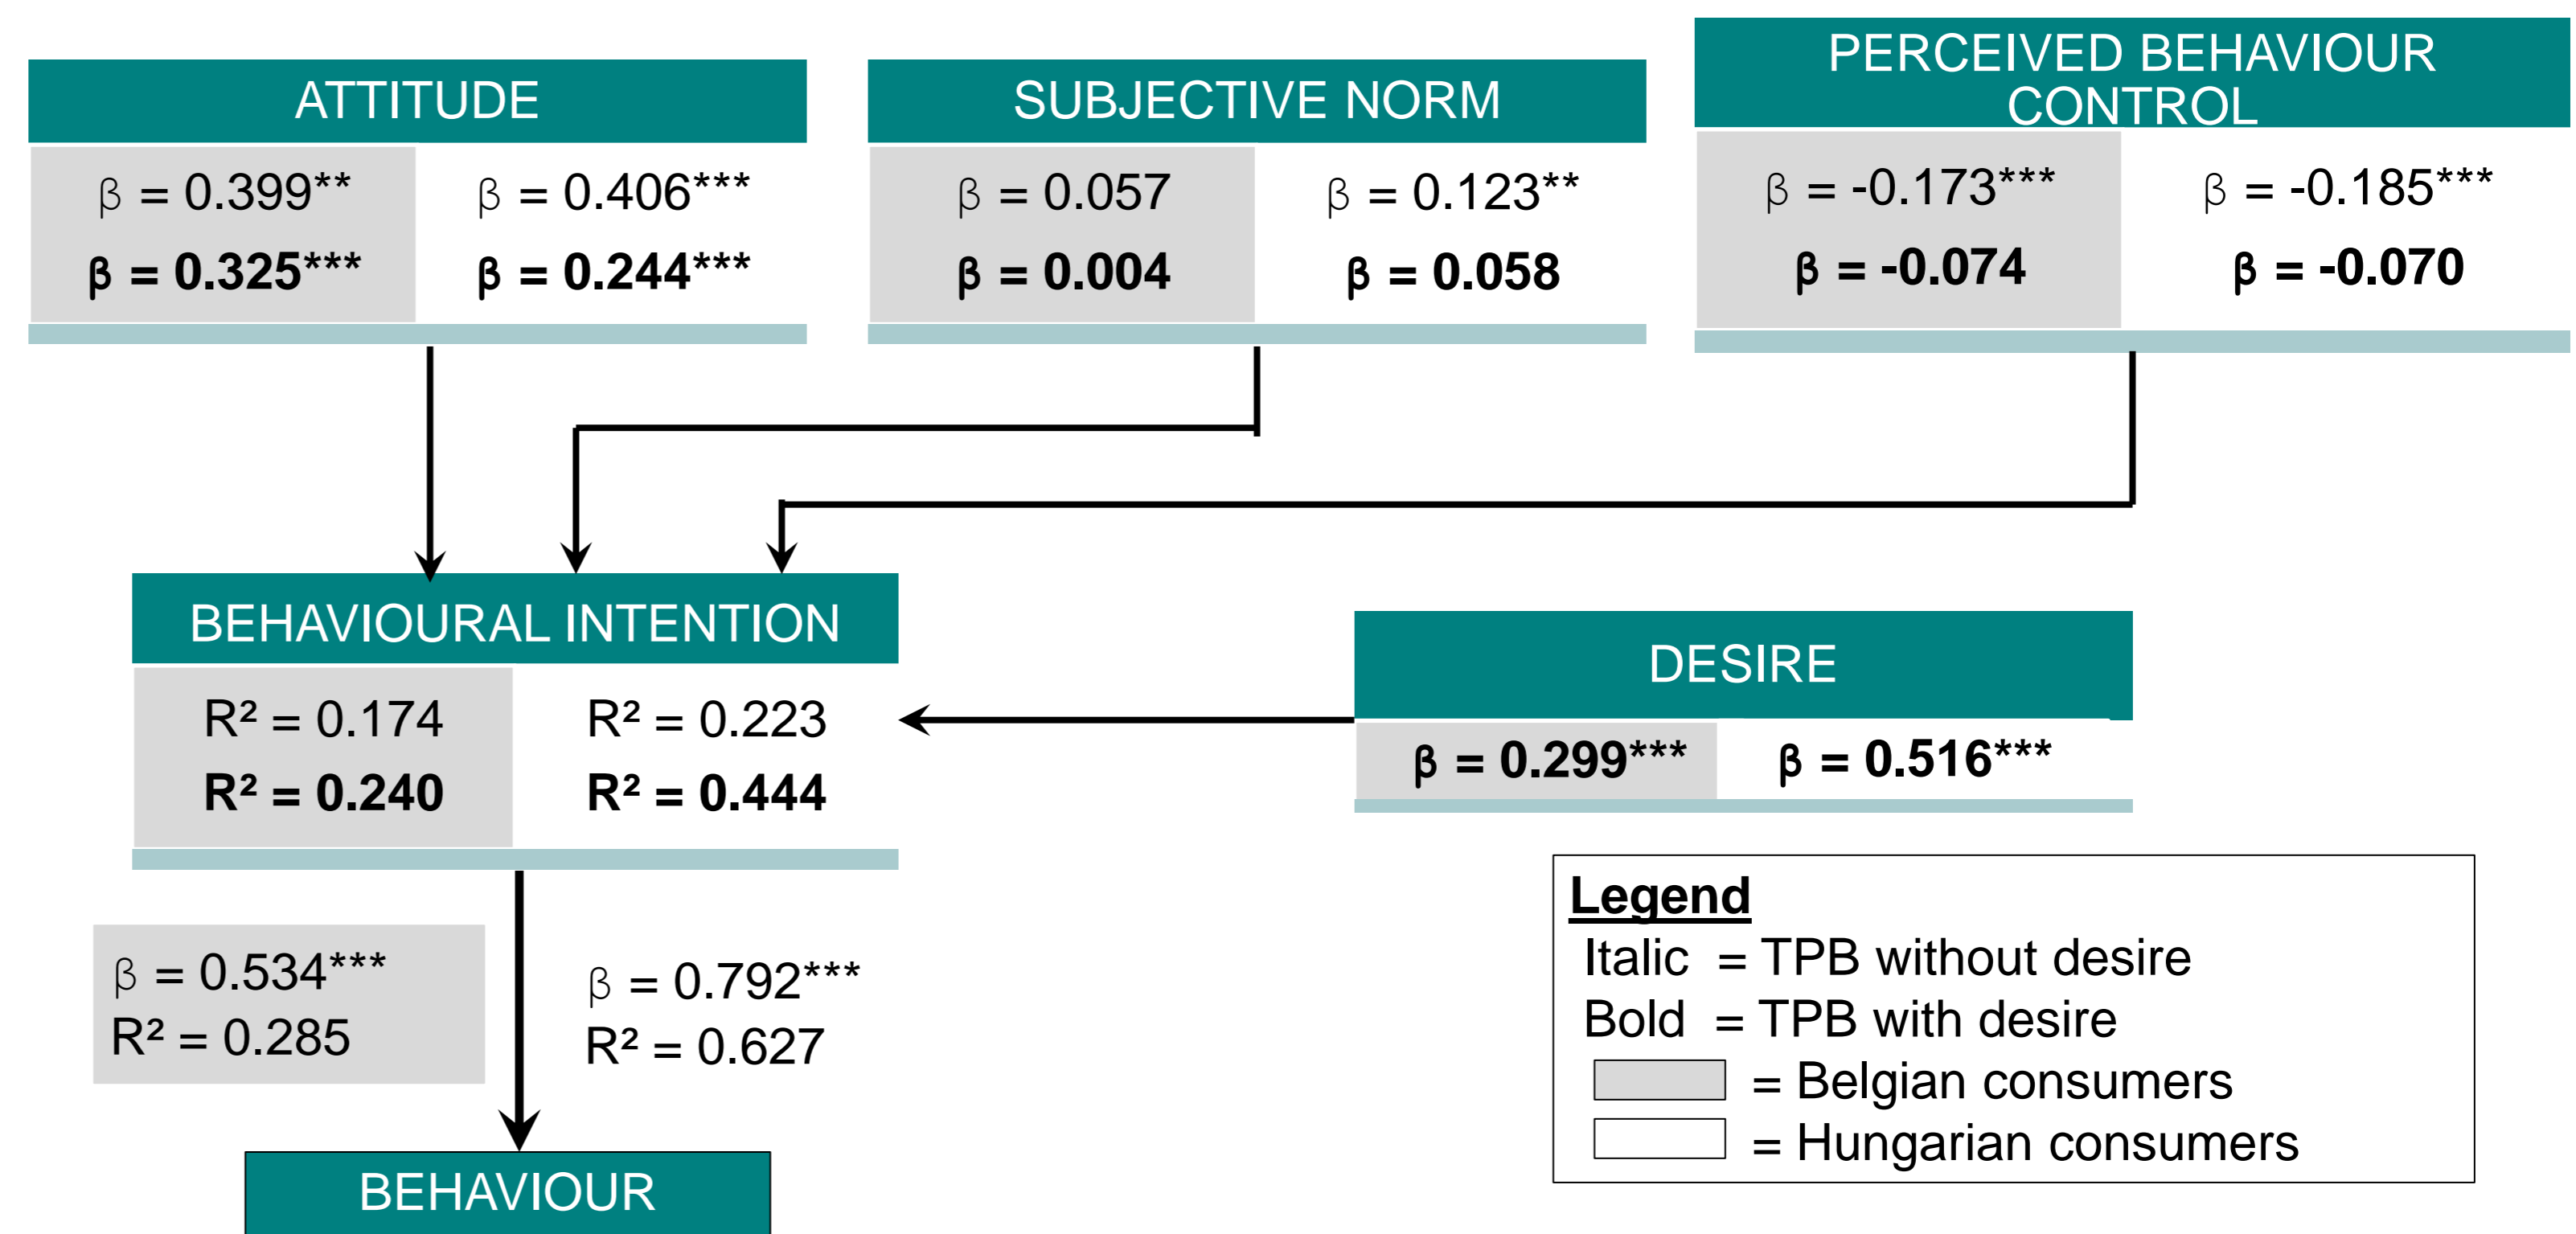 ATTITUDE
β = 0.399** β = 0.406***
β = 0.325*** β = 0.244***
SUBJECTIVE NORM
β = 0.057 β = 0.123**
β = 0.004 β = 0.058
PERCEIVED BEHAVIOUR
CONTROL
β = -0.173*** β = -0.185***
β = -0.074 β = -0.070
BEHAVIOURAL INTENTION
R² = 0.174 R² = 0.223
R² = 0.240 R² = 0.444
DESIRE
β = 0.299*** β = 0.516***
β = 0.534*** β = 0.792***
R² = 0.285 R² = 0.627
BEHAVIOUR
Legend
Italic = TPB without desire
Bold = TPB with desire
= Belgian consumers
= Hungarian consumers